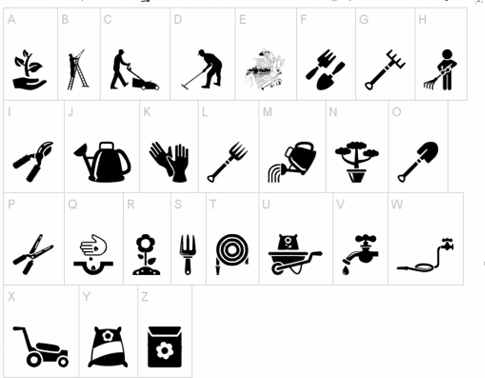 A B C D E F G H
I J K L M N O
P Q R S T U V W
X Y Z